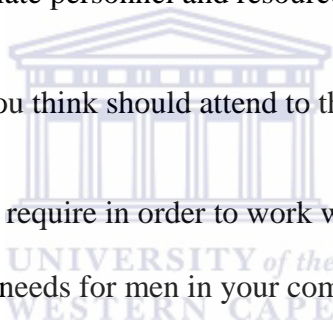 ate personnel and resourc
ou think should attend to th
require in order to work w
UNIVERSITY of the
needs for men in your com
WESTERN CAPE